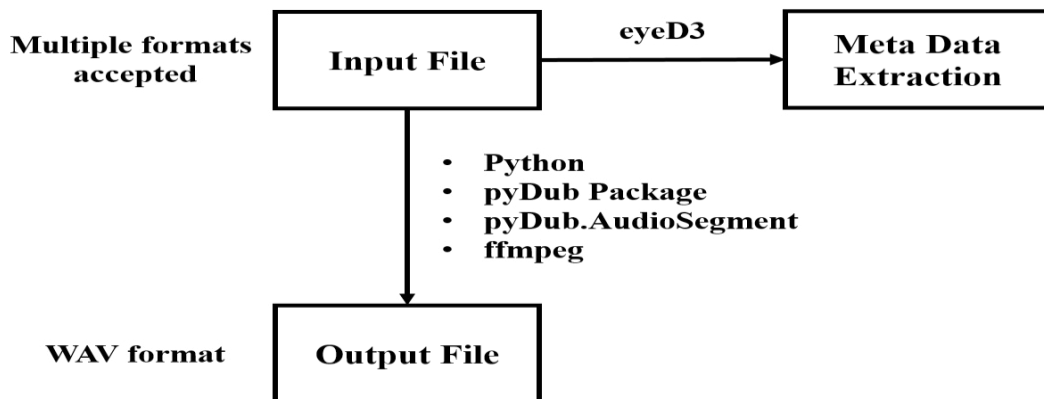 Multiple formats
accepted
Input File
eyeD3
Meta Data
Extraction
• Python
• pyDub Package
• pyDub.AudioSegment
• ffmpeg
WAV format
Output File